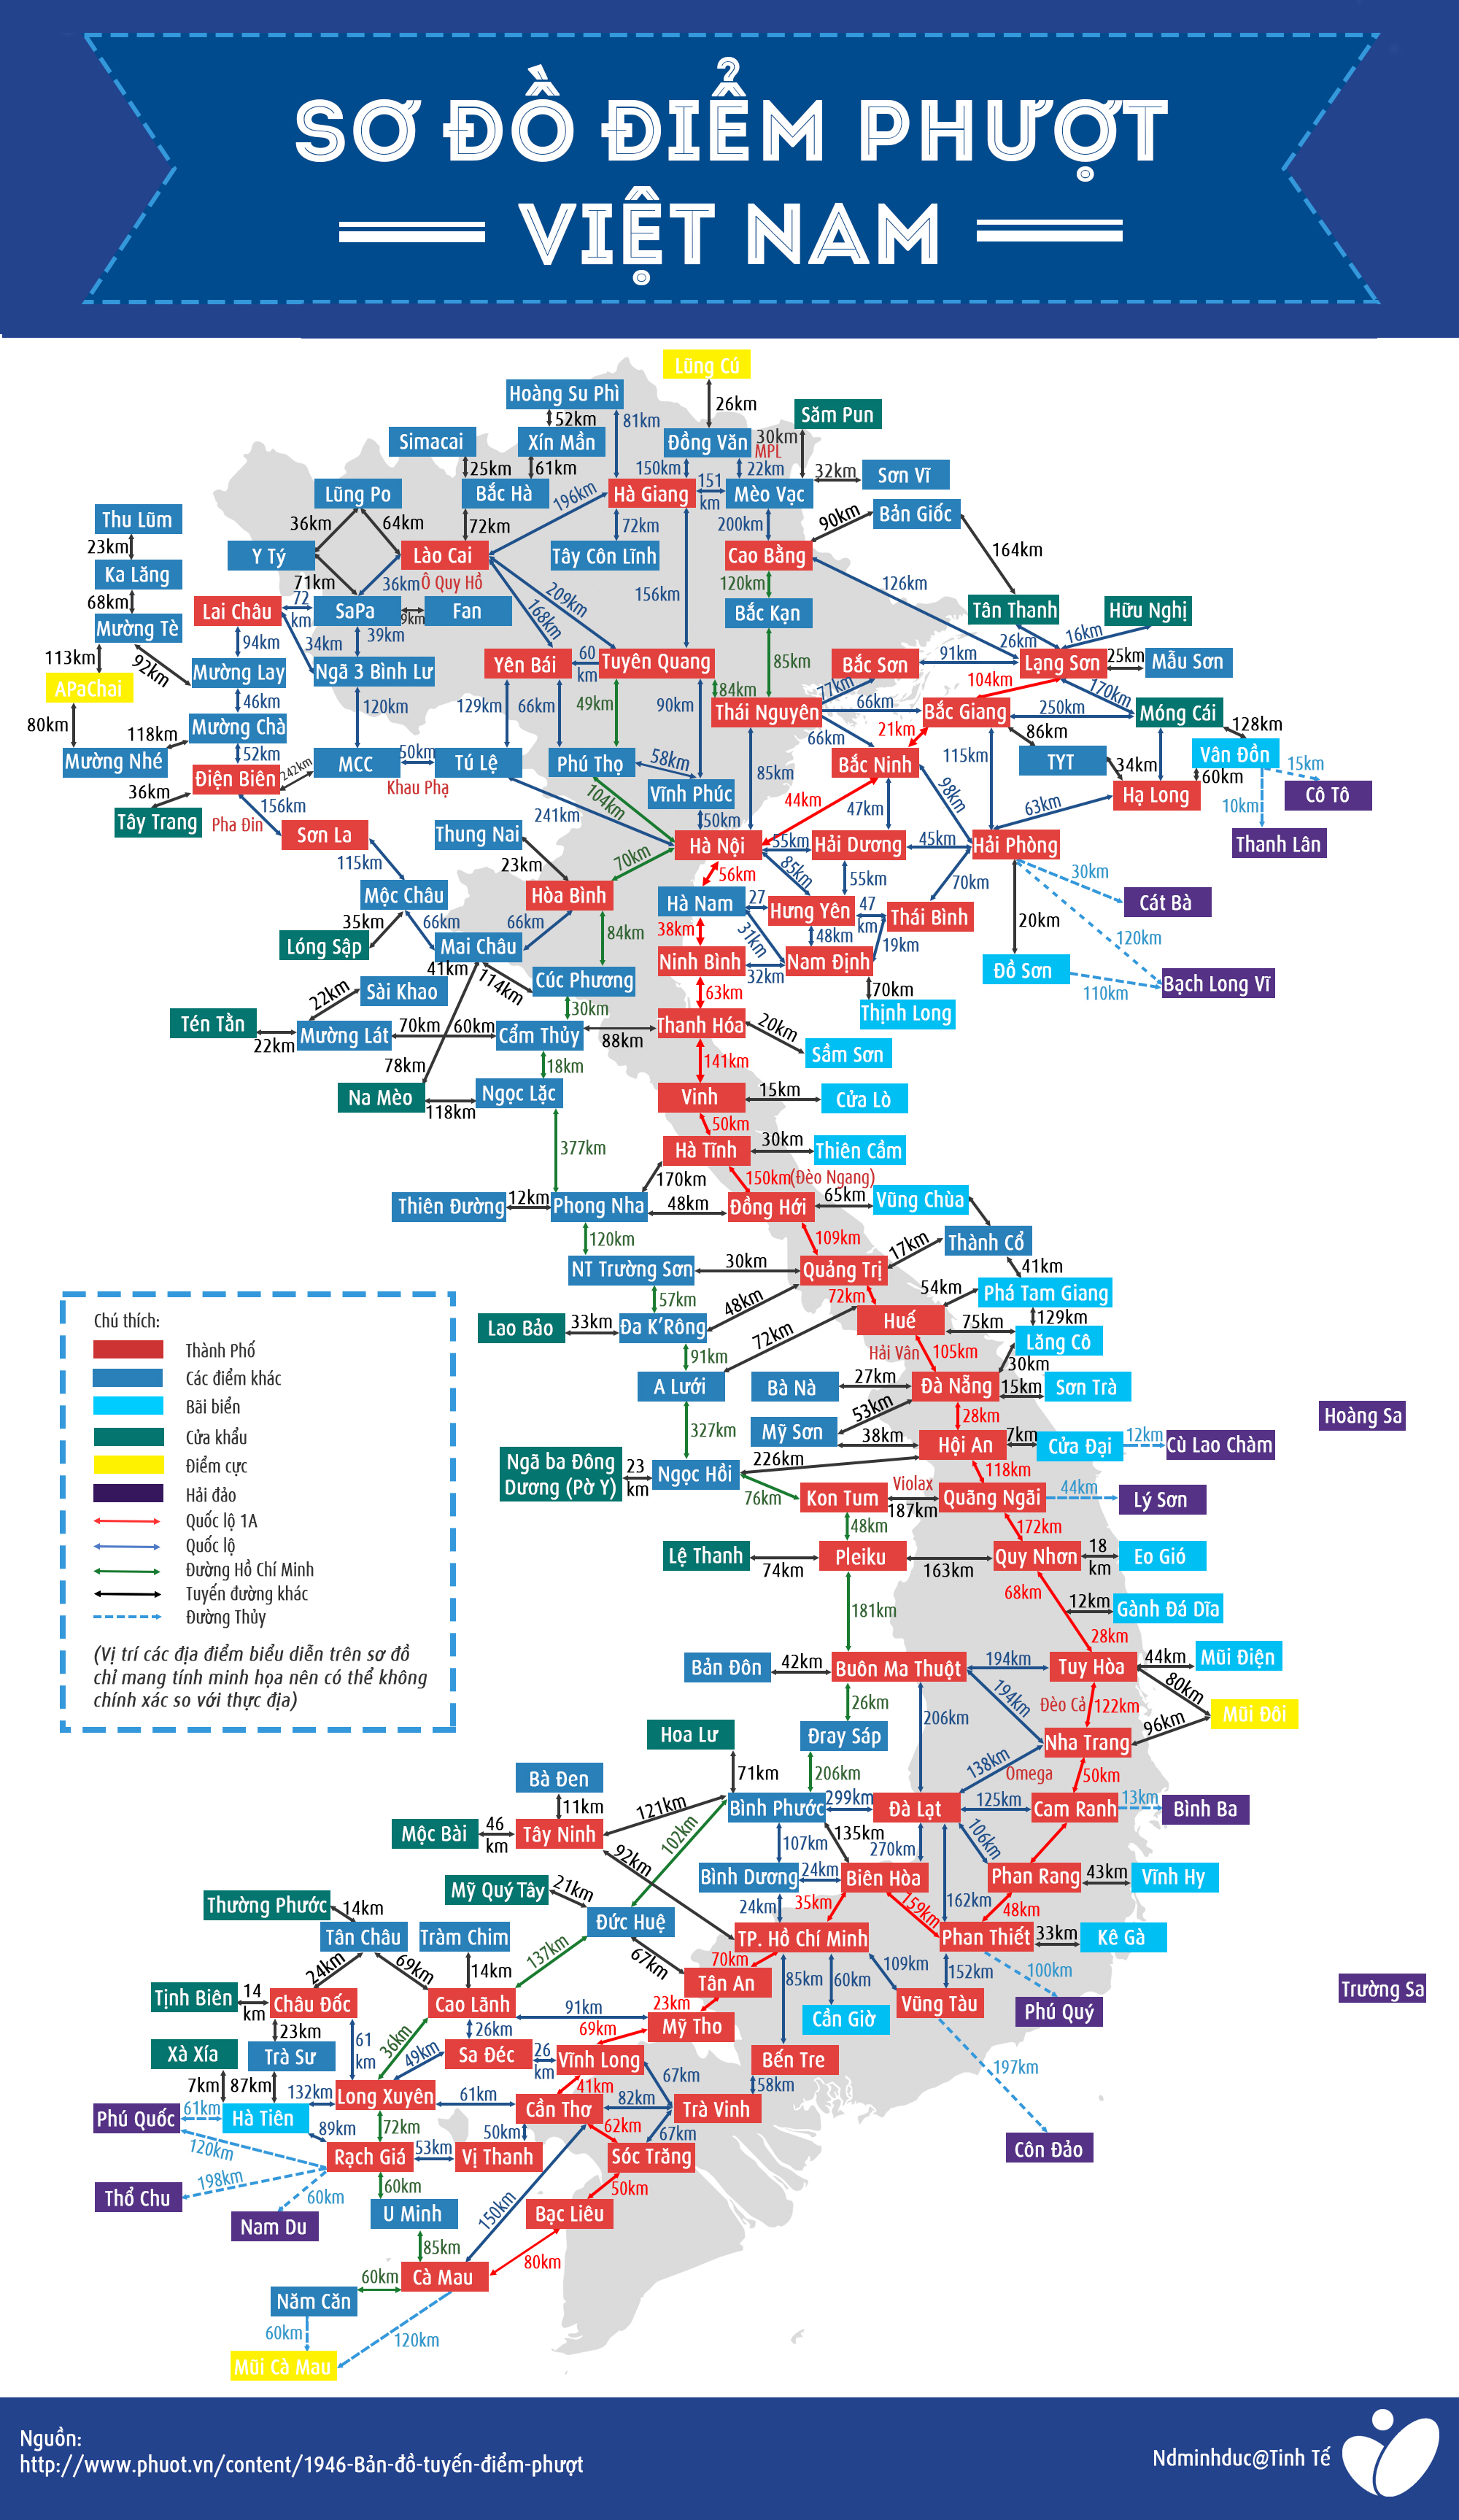 SƠ ĐỒ ĐIỂM PHƯỢT
VIỆT NAM
Lũng Cú
Hoàng Su Phì
26km
Săm Pun
52km
81km
Simacai
Xín Mần
Đồng Văn
30km
MPL
25km
61km
150km
22km
32km
Sơn Vĩ
Lũng Po
Bắc Hà
196km
Hà Giang
151
km
Mèo Vạc
Thu Lũm
36km
64km
72km
72km
200km
90km
Bản Giốc
23km
Y Tý
Lào Cai
Tây Côn Lĩnh
Cao Bằng
164km
Ka Lăng
71km
36km
Ô Quy Hồ
209km
156km
120km
126km
68km
Lai Châu
72
km
SaPa
9km
Fan
168km
Bắc Kạn
Tân Thanh
Hữu Nghị
Mường Tè
94km
34km
39km
60
km
26km
16km
113km
92km
Mường Lay
Ngã 3 Bình Lư
Yên Bái
Tuyên Quang
85km
Bắc Sơn
91km
Lạng Sơn
25km
Mẫu Sơn
APaChai
46km
120km
129km
66km
49km
90km
84km
77km
104km
170km
80km
118km
Mường Chà
Thái Nguyên
66km
Bắc Giang
250km
Móng Cái
128km
Mường Nhé
52km
MCC
50km
Tú Lệ
Phú Thọ
58km
66km
21km
115km
86km
Vân Đồn
Điện Biên
242km
Khau Phạ
Vĩnh Phúc
85km
Bắc Ninh
TYT
34km
60km
15km
36km
156km
241km
104km
44km
47km
98km
63km
Hạ Long
10km
Cô Tô
Tây Trang
Pha Đin
Sơn La
Thung Nai
50km
115km
23km
70km
Hà Nội
55km
Hải Dương
45km
Hải Phòng
Thanh Lân
Mộc Châu
Hòa Bình
56km
85km
55km
70km
30km
35km
66km
66km
Hà Nam
27
Hưng Yên
47
km
Thái Bình
20km
Cát Bà
Lóng Sập
Mai Châu
84km
38km
31km
48km
19km
120km
41km
114km
Cúc Phương
Ninh Bình
32km
Nam Định
Đồ Sơn
110km
Bạch Long Vĩ
22km
Sài Khao
30km
63km
70km
Thịnh Long
Tén Tằn
22km
Mường Lát
70km
60km
Cẩm Thủy
88km
Thanh Hóa
20km
Sầm Sơn
78km
18km
141km
Na Mèo
118km
Ngọc Lặc
Vinh
15km
Cửa Lò
50km
377km
Hà Tĩnh
30km
Thiên Cầm
170km
150km(Đèo Ngang)
Thiên Đường
12km
Phong Nha
48km
Đồng Hới
65km
Vũng Chùa
120km
109km
17km
Thành Cổ
NT Trường Sơn
30km
Quảng Trị
41km
57km
48km
72km
54km
Phá Tam Giang
Lao Bảo
33km
Đa K'Rông
72km
Huế
75km
129km
Lăng Cô
91km
Hải Vân
105km
30km
A Lưới
Bà Nà
27km
Đà Nẵng
15km
Sơn Trà
327km
53km
28km
Hoàng Sa
Mỹ Sơn
38km
Hội An
7km
Cửa Đại
12km
Cù Lao Chàm
Ngã ba Đông
Dương (Pờ Y)
23
km
Ngọc Hồi
226km
118km
76km
Kon Tum
Violax
187km
Quãng Ngãi
44km
Lý Sơn
48km
172km
Lệ Thanh
74km
Pleiku
163km
Quy Nhơn
18
km
Eo Gió
68km
181km
12km
Gành Đá Dĩa
28km
Bản Đôn
42km
Buôn Ma Thuột
194km
Tuy Hòa
44km
Mũi Điện
26km
206km
194km
Đèo Cả
122km
80km
Mũi Đôi
Hoa Lư
Đray Sáp
Nha Trang
96km
Bà Đen
71km
206km
138km
Omega
50km
11km
121km
Bình Phước
299km
Đà Lạt
125km
Cam Ranh
13km
Bình Ba
Mộc Bài
46
km
Tây Ninh
102km
107km
135km
270km
106km
92km
Bình Dương
24km
Biên Hòa
Phan Rang
43km
Vĩnh Hy
Thường Phước
Mỹ Quý Tây
21km
24km
35km
159km
162km
48km
14km
Đức Huệ
Tân Châu
Tràm Chim
TP. Hồ Chí Minh
Phan Thiết
33km
Kê Gà
24km
69km
14km
137km
67km
70km
85km
60km
109km
152km
100km
Tịnh Biên
14
km
Châu Đốc
Cao Lãnh
Tân An
Vũng Tàu
Trường Sa
23km
61
km
36km
26km
91km
23km
Cần Giờ
Phú Quý
69km
Mỹ Tho
Xà Xía
Trà Sư
49km
Sa Đéc
26
km
Vĩnh Long
Bến Tre
197km
7km
87km
132km
Long Xuyên
61km
41km
67km
58km
Phú Quốc
61km
Hà Tiên
Cần Thơ
82km
Trà Vinh
120km
89km
72km
50km
62km
67km
Rạch Giá
53km
Vị Thanh
Sóc Trăng
Côn Đảo
Thổ Chu
198km
60km
60km
50km
Nam Du
U Minh
150km
Bạc Liêu
85km
80km
60km
Cà Mau
Năm Căn
60km
120km
Mũi Cà Mau
Chú thích:
Thành Phố
Các điểm khác
Bãi biển
Cửa khẩu
Điểm cực
Hải đảo
Quốc lộ 1A
Quốc lộ
Đường Hồ Chí Minh
Tuyến đường khác
Đường Thủy
(Vị trí các địa điểm biểu diễn trên sơ đồ
chỉ mang tính minh họa nên có thể không
chính xác so với thực địa)
Nguồn:
http://www.phuot.vn/content/1946-Bản-đồ-tuyến-điểm-phượt
Ndminhduc@Tinh Tế